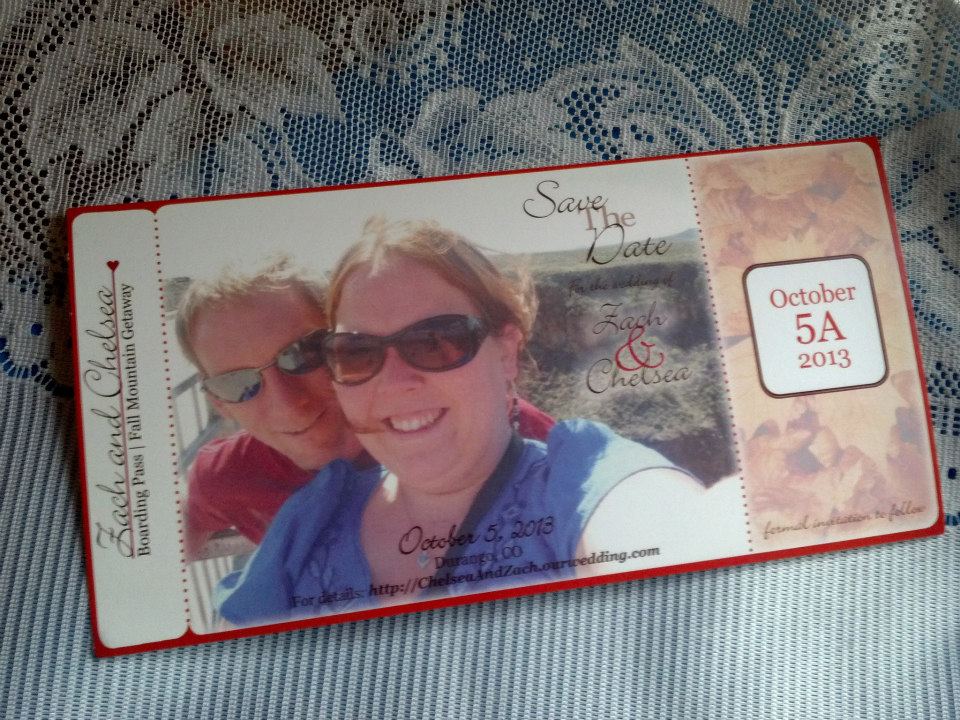 Zach and Chelsea
Boarding Pass | Fall Mountain Getaway
Save
The
Date
for the wedding of
Zach
&
Chelsea
October 5, 2013
Durango, CO
For details: http://ChelseaAndZach.ourwedding.com
October
5A
2013
formal invitation to follow